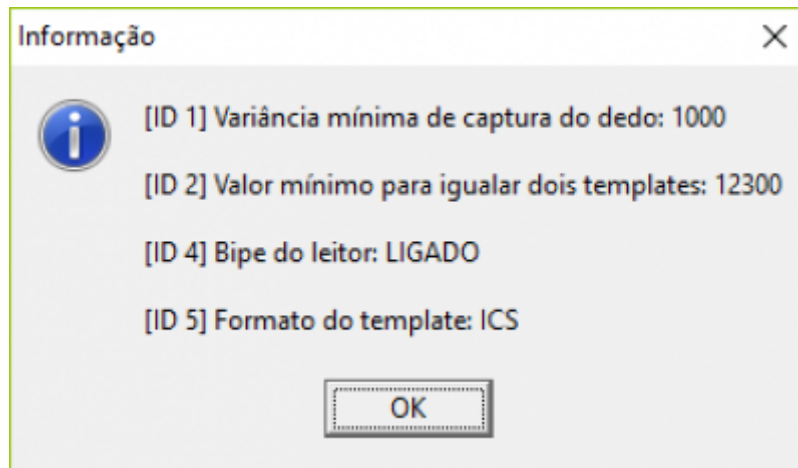 Informação
[ID 1] Variância mínima de captura do dedo: 1000
[ID 2] Valor mínimo para igualar dois templates: 12300
[ID 4] Bipe do leitor: LIGADO
[ID 5] Formato do template: ICS
OK